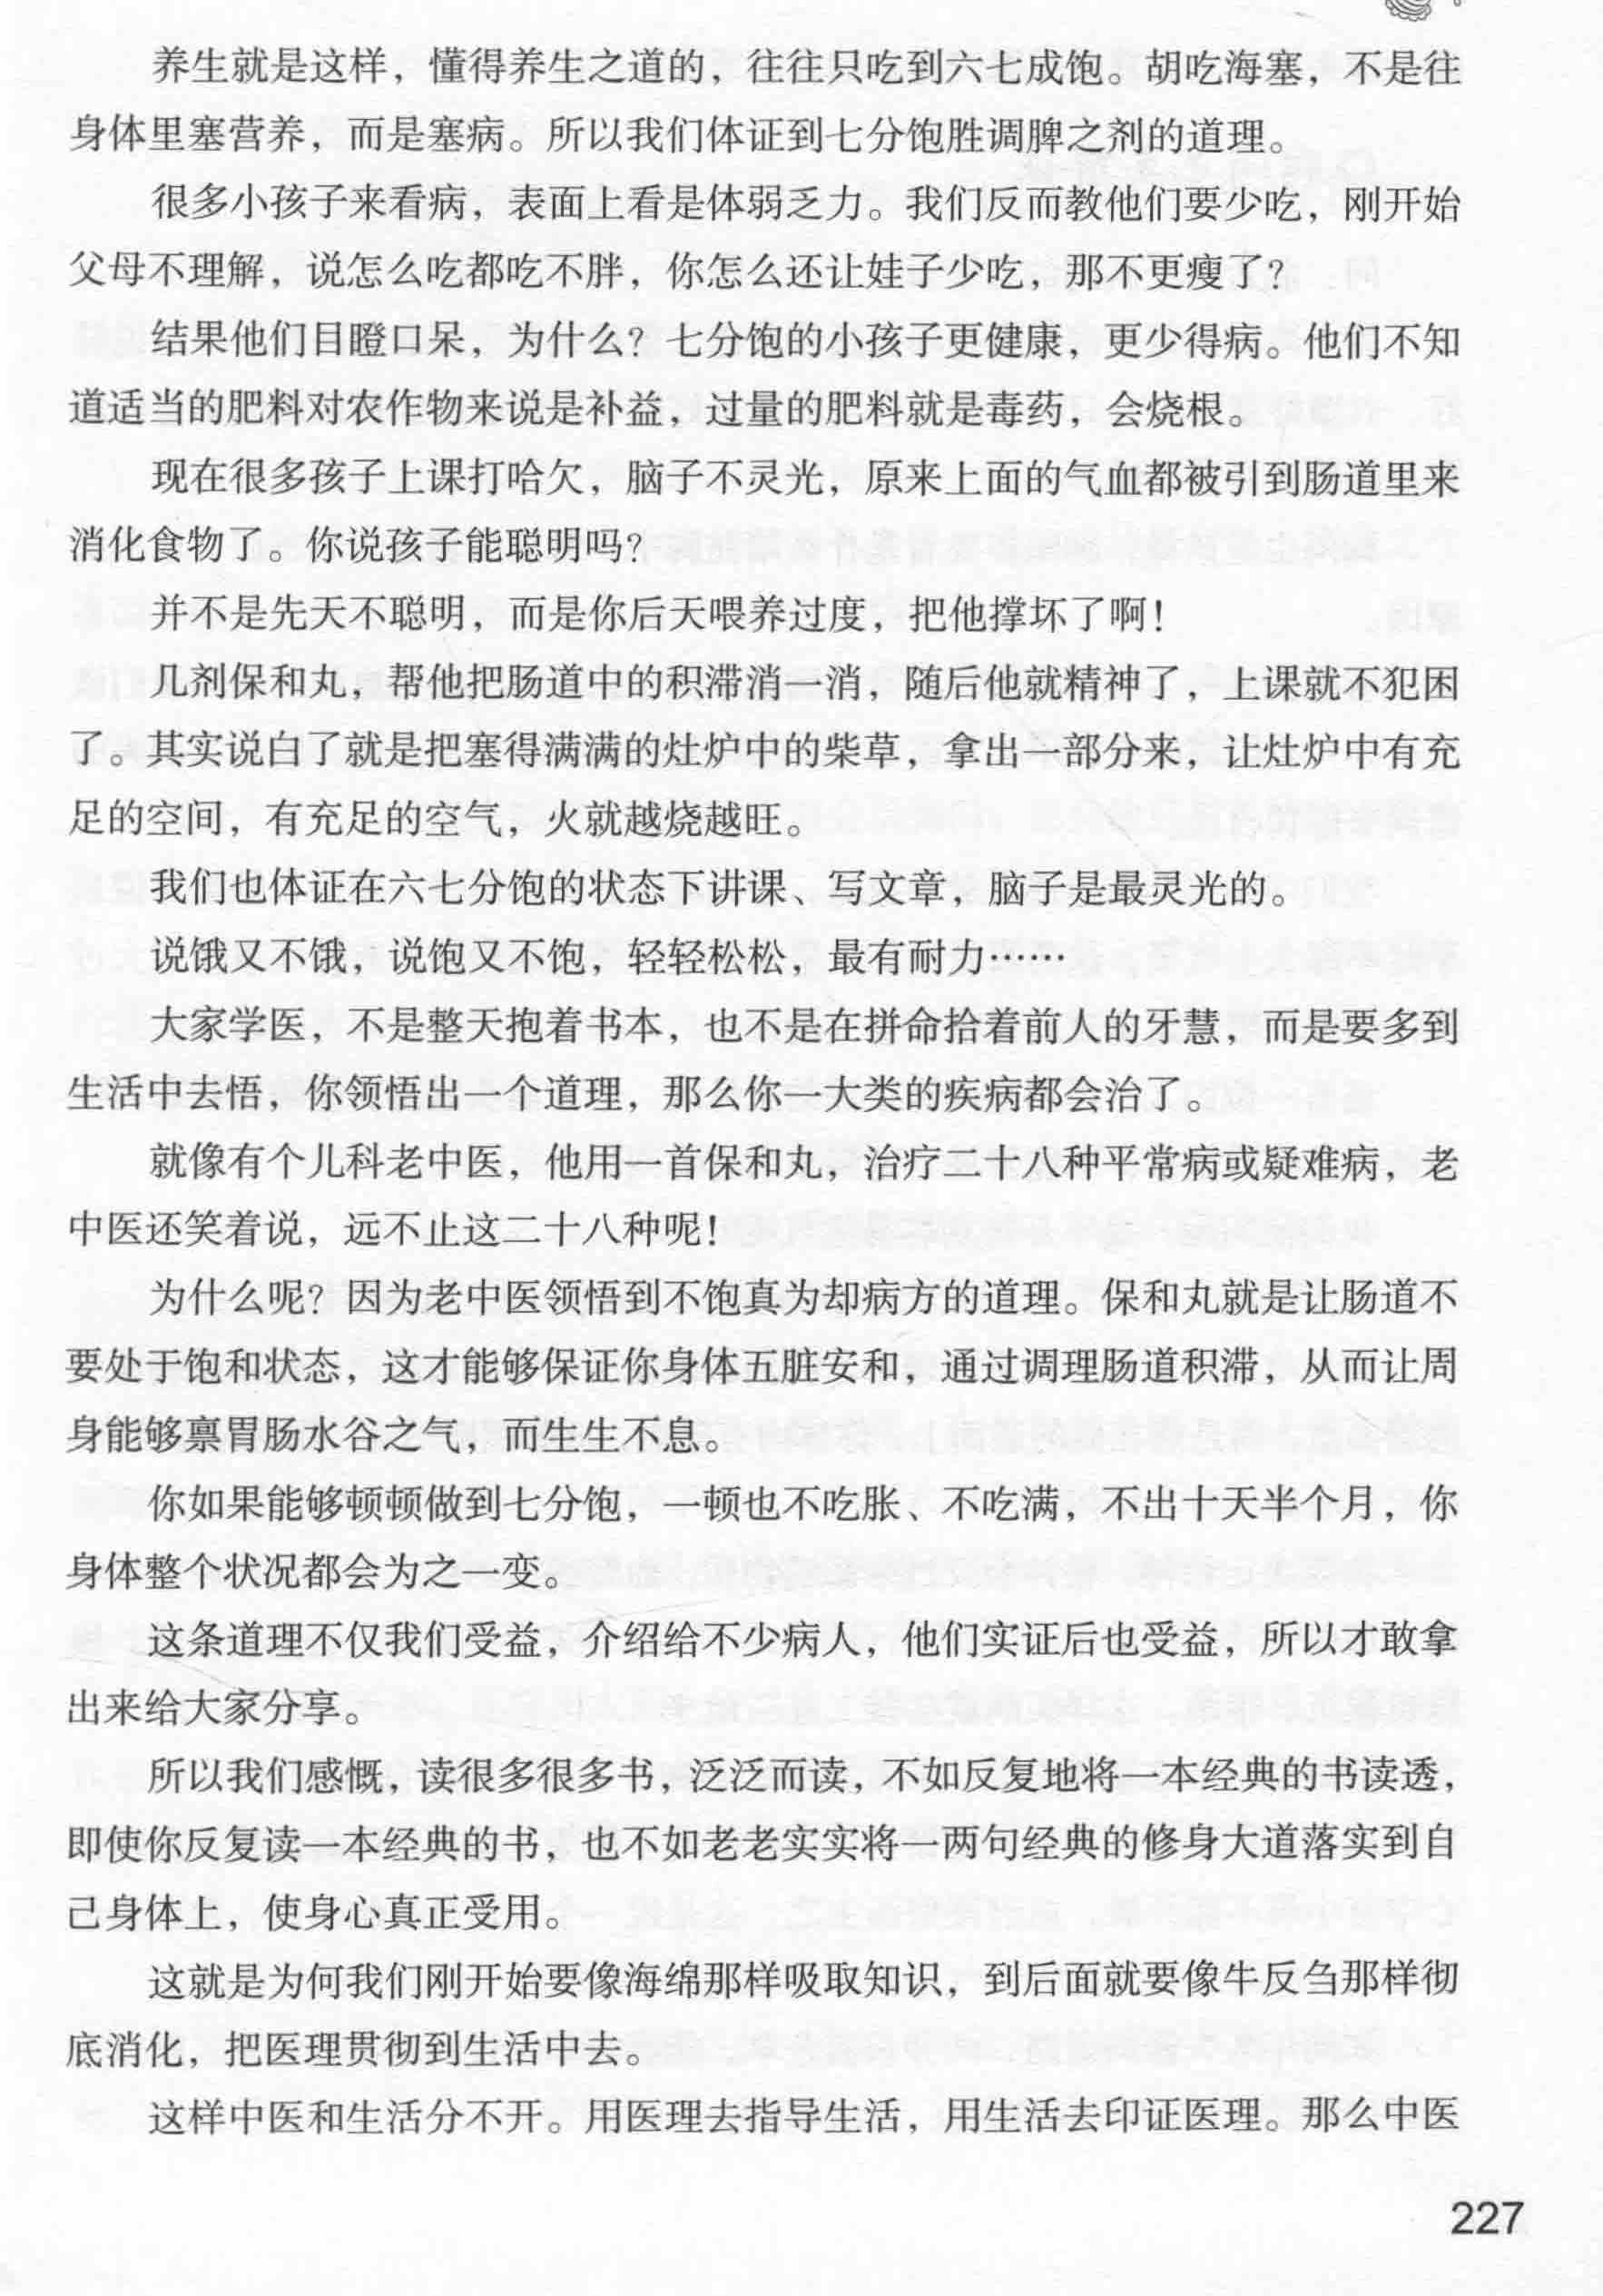 养生就是这样，懂得养生之道的，往往只吃到六七成饱。胡吃海塞，不是往
身体里塞营养，而是塞病。所以我们体证到七分饱胜调脾之剂的道理。
很多小孩子来看病，表面上看是体弱乏力。我们反而教他们要少吃，刚开始
父母不理解，说怎么吃都吃不胖，你怎么还让娃子少吃，那不更瘦了？
结果他们目瞪口呆，为什么？七分饱的小孩子更健康，更少得病。他们不知
道适当的肥料对农作物来说是补益，过量的肥料就是毒药，会烧根。
现在很多孩子上课打哈欠，脑子不灵光，原来上面的气血都被引到肠道里来
消化食物了。你说孩子能聪明吗？
并不是先天不聪明，而是你后天喂养过度，把他撑坏了啊！
几剂保和丸，帮他把肠道中的积滞消一消，随后他就精神了，上课就不犯困
了。其实说白了就是把塞得满满的灶炉中的柴草，拿出一部分来，让灶炉中有充
足的空间，有充足的空气，火就越烧越旺。
我们也体证在六七分饱的状态下讲课、写文章，脑子是最灵光的。
说饿又不饿，说饱又不饱，轻轻松松，最有耐力……
大家学医，不是整天抱着书本，也不是在拼命拾着前人的牙慧，而是要多到
生活中去悟，你领悟出一个道理，那么你一大类的疾病都会治了。
就像有个儿科老中医，他用一首保和丸，治疗二十八种平常病或疑难病，老
中医还笑着说，远不止这二十八种呢！
为什么呢？因为老中医领悟到不饱真为却病方的道理。保和丸就是让肠道不
要处于饱和状态，这才能够保证你身体五脏安和，通过调理肠道积滞，从而让周
身能够禀胃肠水谷之气，而生生不息。
你如果能够顿顿做到七分饱，一顿也不吃胀、不吃满，不出十天半个月，你
身体整个状况都会为之一变。
这条道理不仅我们受益，介绍给不少病人，他们实证后也受益，所以才敢拿
出来给大家分享。
所以我们感慨，读很多很多书，泛泛而读，不如反复地将一本经典的书读透，
即使你反复读一本经典的书，也不如老老实实将一两句经典的修身大道落实到自
己身体上，使身心真正受用。
这就是为何我们刚开始要像海绵那样吸取知识，到后面就要像牛反刍那样彻
底消化，把医理贯彻到生活中去。
这样中医和生活分不开。用医理去指导生活，用生活去印证医理。那么中医
227